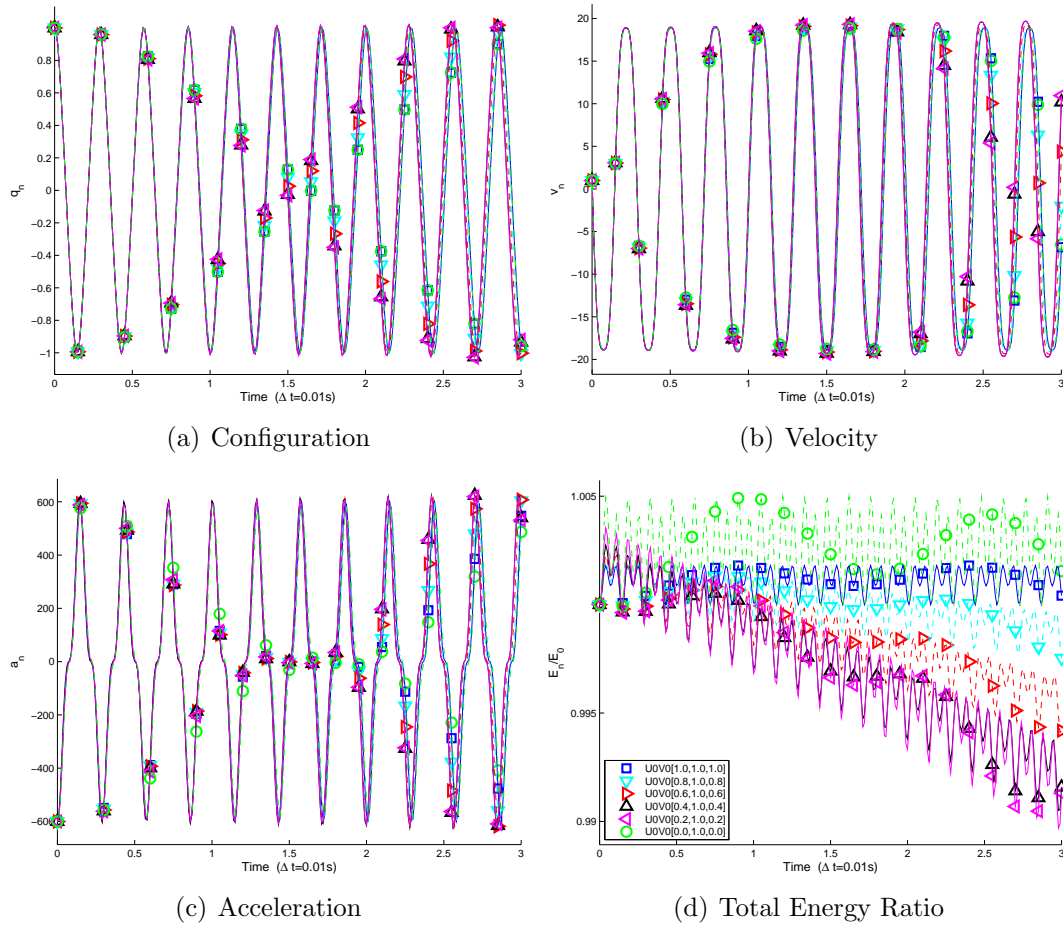 0.8
0.6
0.4
0.2
0
-0.2
-0.4
-0.6
-0.8
-1
q_n
0 0.5 1 1.5 2 2.5 3
Time (Δ t=0.01s)
(a) Configuration
20
15
10
5
0
-5
-10
-15
-20
v_n
0 0.5 1 1.5 2 2.5 3
Time (Δ t=0.01s)
(b) Velocity
600
400
200
0
-200
-400
-600
a_n
0 0.5 1 1.5 2 2.5 3
Time (Δ t=0.01s)
(c) Acceleration
1.005
1
0.995
0.99
E_n/E_0
U0V0[1.0,1.0,1.0]
U0V0[0.8,1.0,0.8]
U0V0[0.6,1.0,0.6]
U0V0[0.4,1.0,0.4]
U0V0[0.2,1.0,0.2]
U0V0[0.0,1.0,0.0]
0 0.5 1 1.5 2 2.5 3
Time (Δ t=0.01s)
(d) Total Energy Ratio